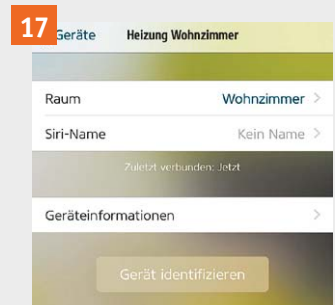 17
Geräte Heizung Wohnzimmer
Raum Wohnzimmer >
Siri-Name Kein Name >
Zuletzt verbunden: Jetzt
Geräteinformationen >
Gerät identifizieren